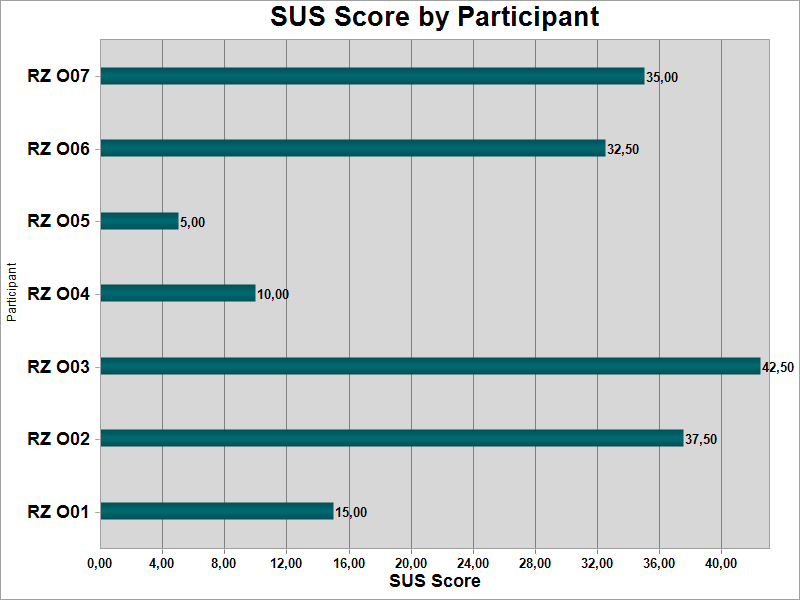 SUS Score by Participant
RZ O07
35,00
RZ O06
32,50
RZ O05
5,00
RZ O04
10,00
RZ O03
42,50
RZ O02
37,50
RZ O01
15,00
Participant
0,00 4,00 8,00 12,00 16,00 20,00 24,00 28,00 32,00 36,00 40,00
SUS Score